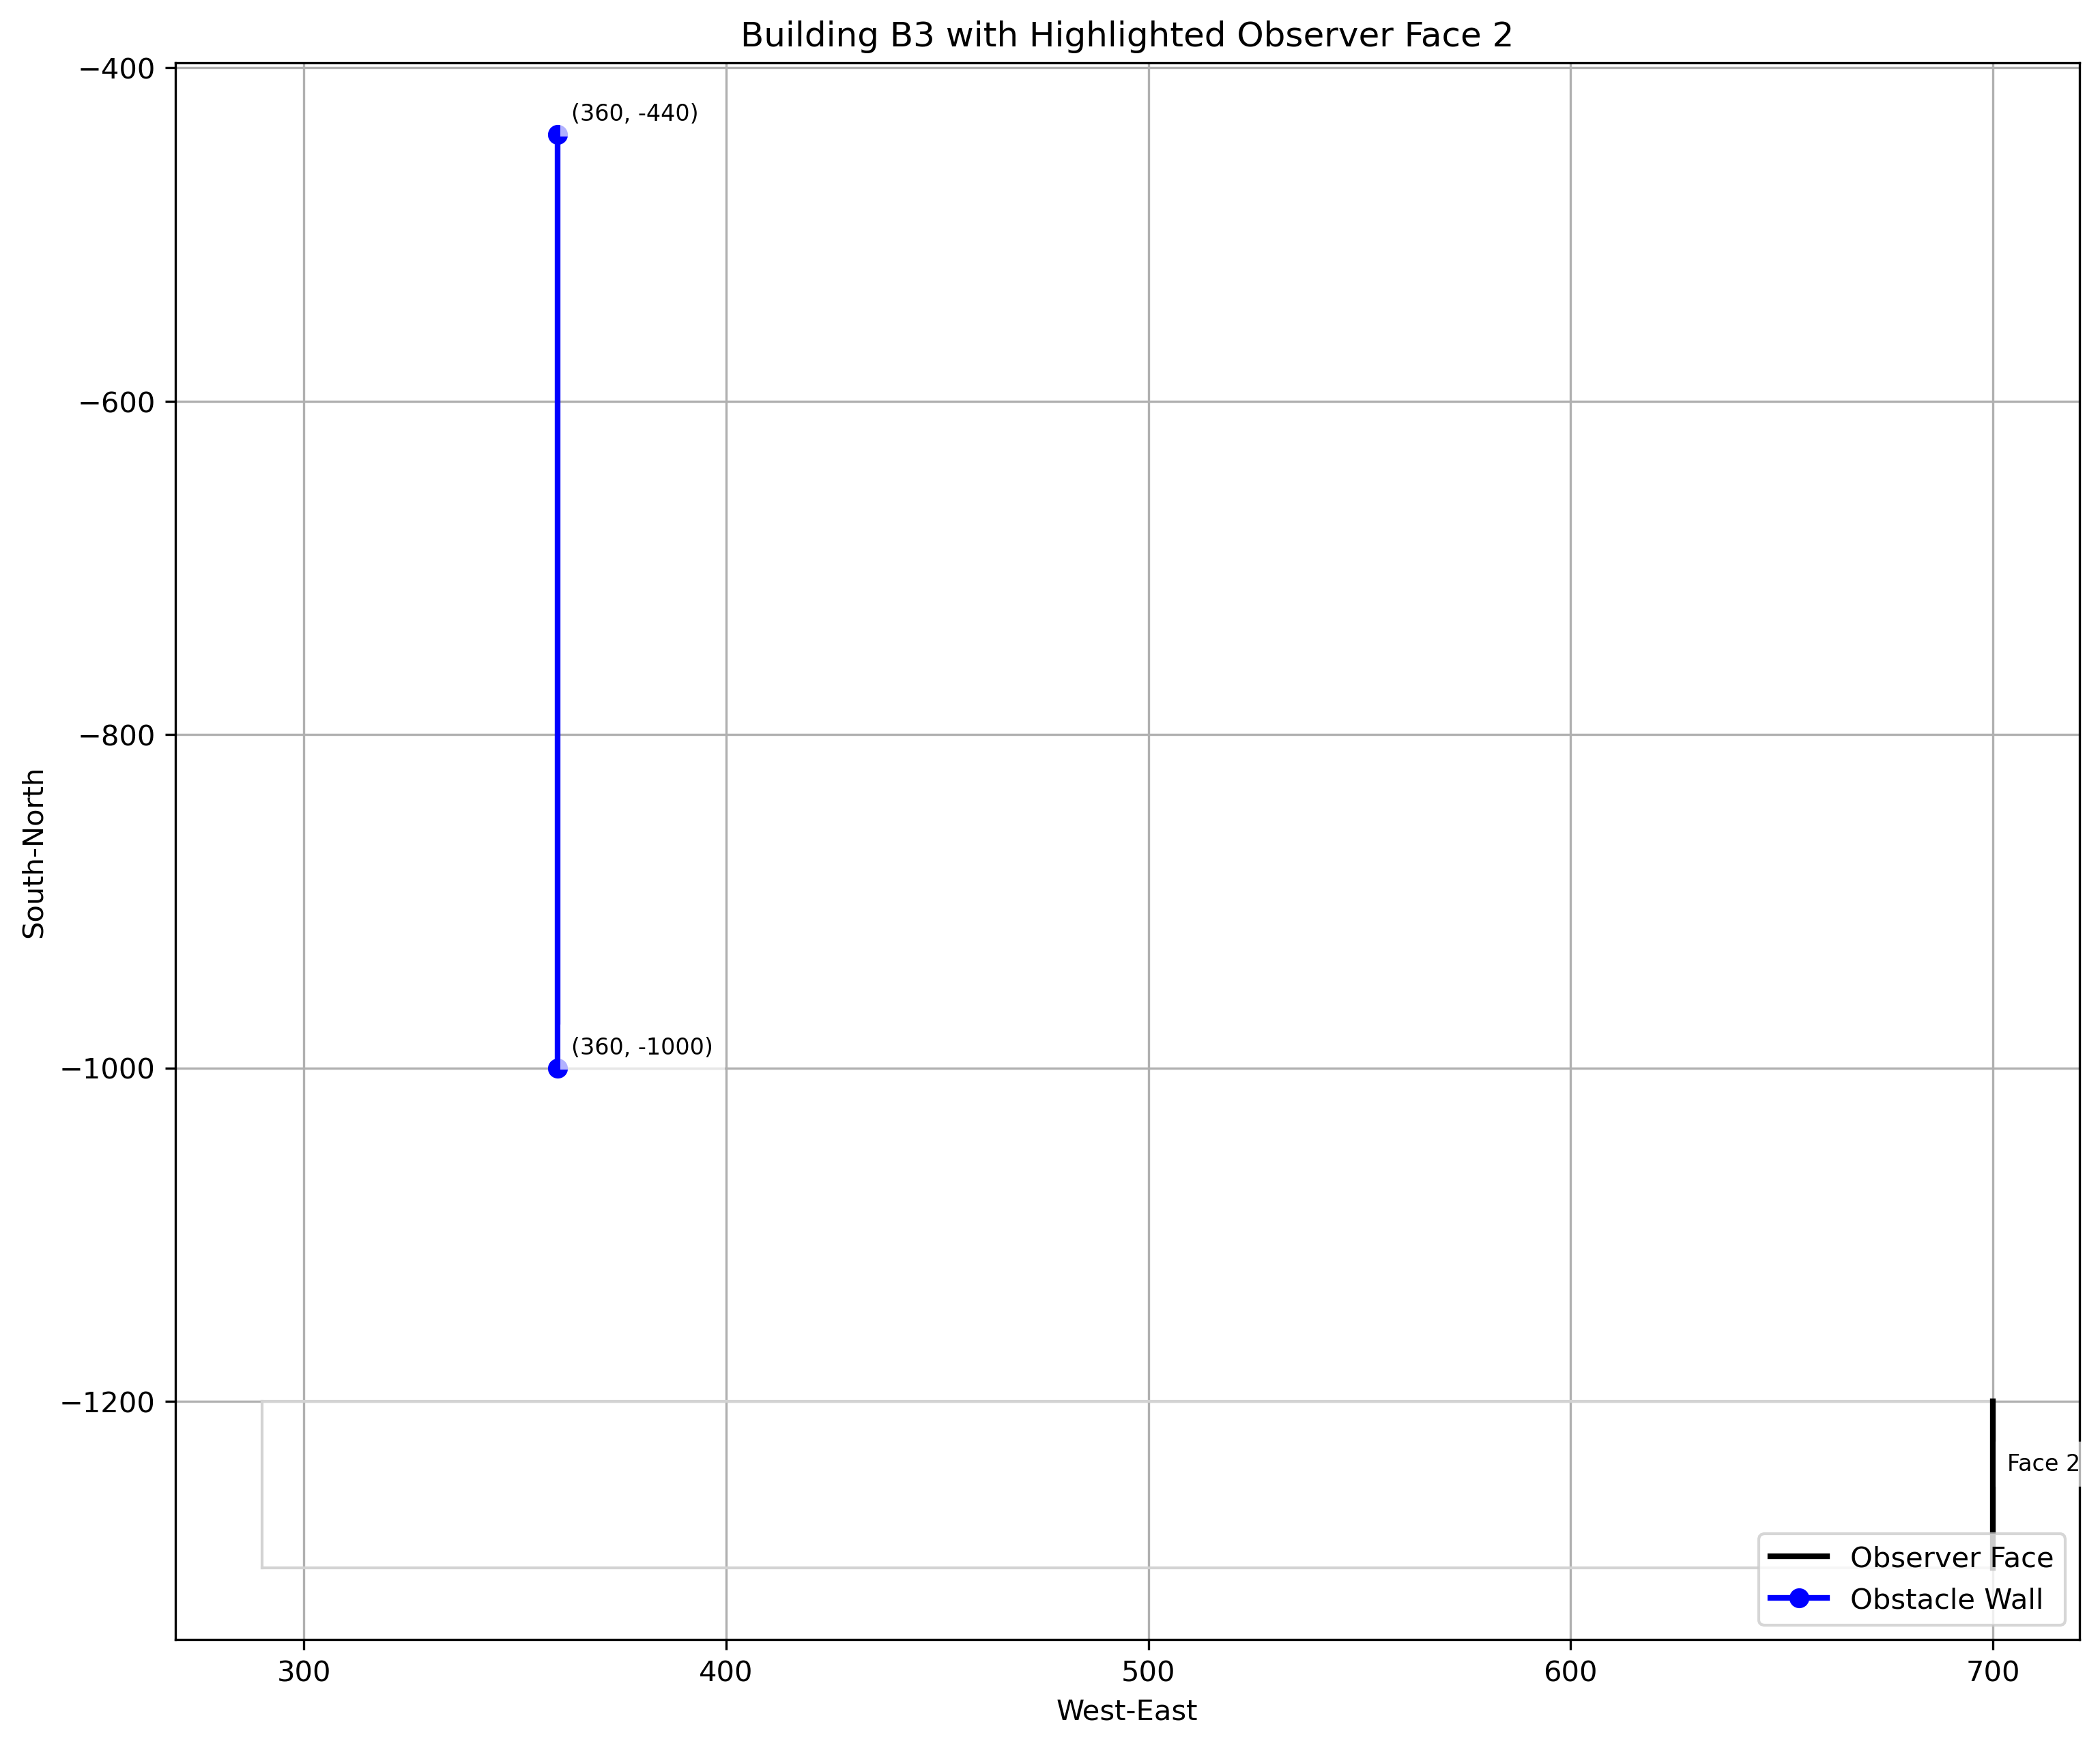 Building B3 with Highlighted Observer Face 2
−400
(360, -440)
−600
−800
South-North
(360, -1000)
−1000
−1200
Face 2
Observer Face
Obstacle Wall
300
400
500
600
700
West-East